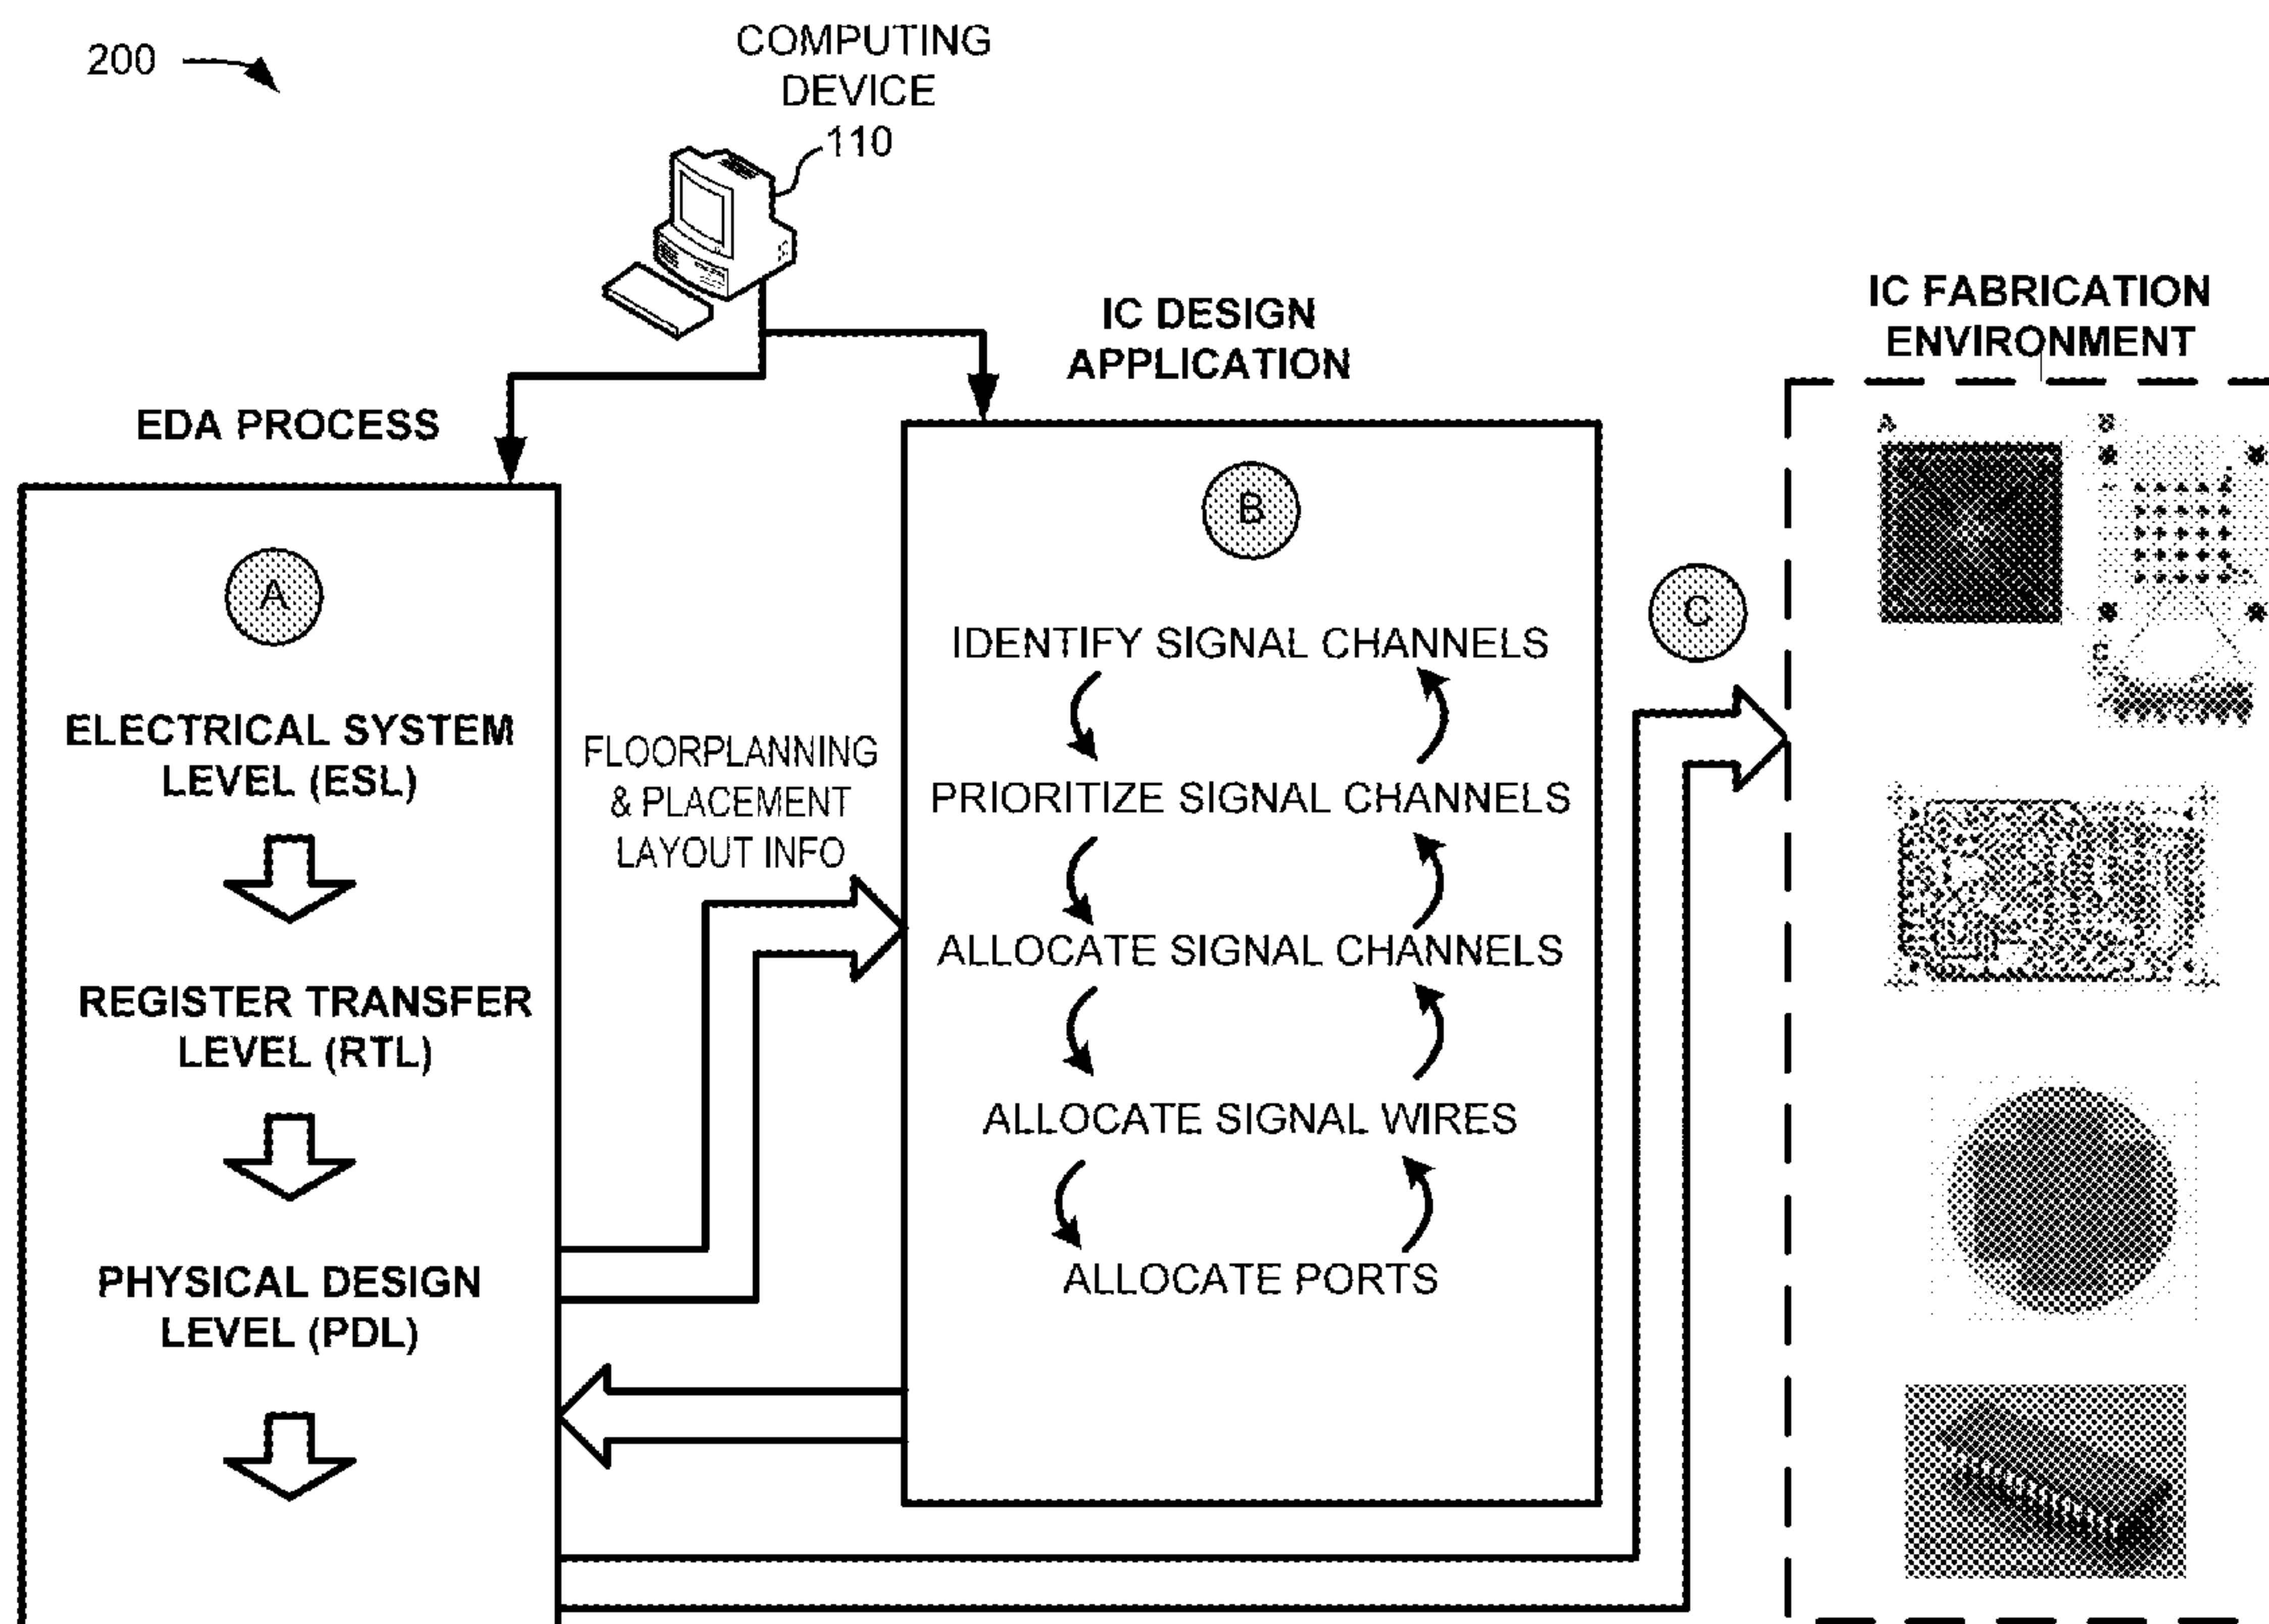 200
COMPUTING
DEVICE
110
EDA PROCESS
A
ELECTRICAL SYSTEM
LEVEL (ESL)
REGISTER TRANSFER
LEVEL (RTL)
PHYSICAL DESIGN
LEVEL (PDL)
FLOORPLANNING
& PLACEMENT
LAYOUT INFO
IC DESIGN
APPLICATION
B
IDENTIFY SIGNAL CHANNELS
PRIORITIZE SIGNAL CHANNELS
ALLOCATE SIGNAL CHANNELS
ALLOCATE SIGNAL WIRES
ALLOCATE PORTS
C
IC FABRICATION
ENVIRONMENT
A
B
C